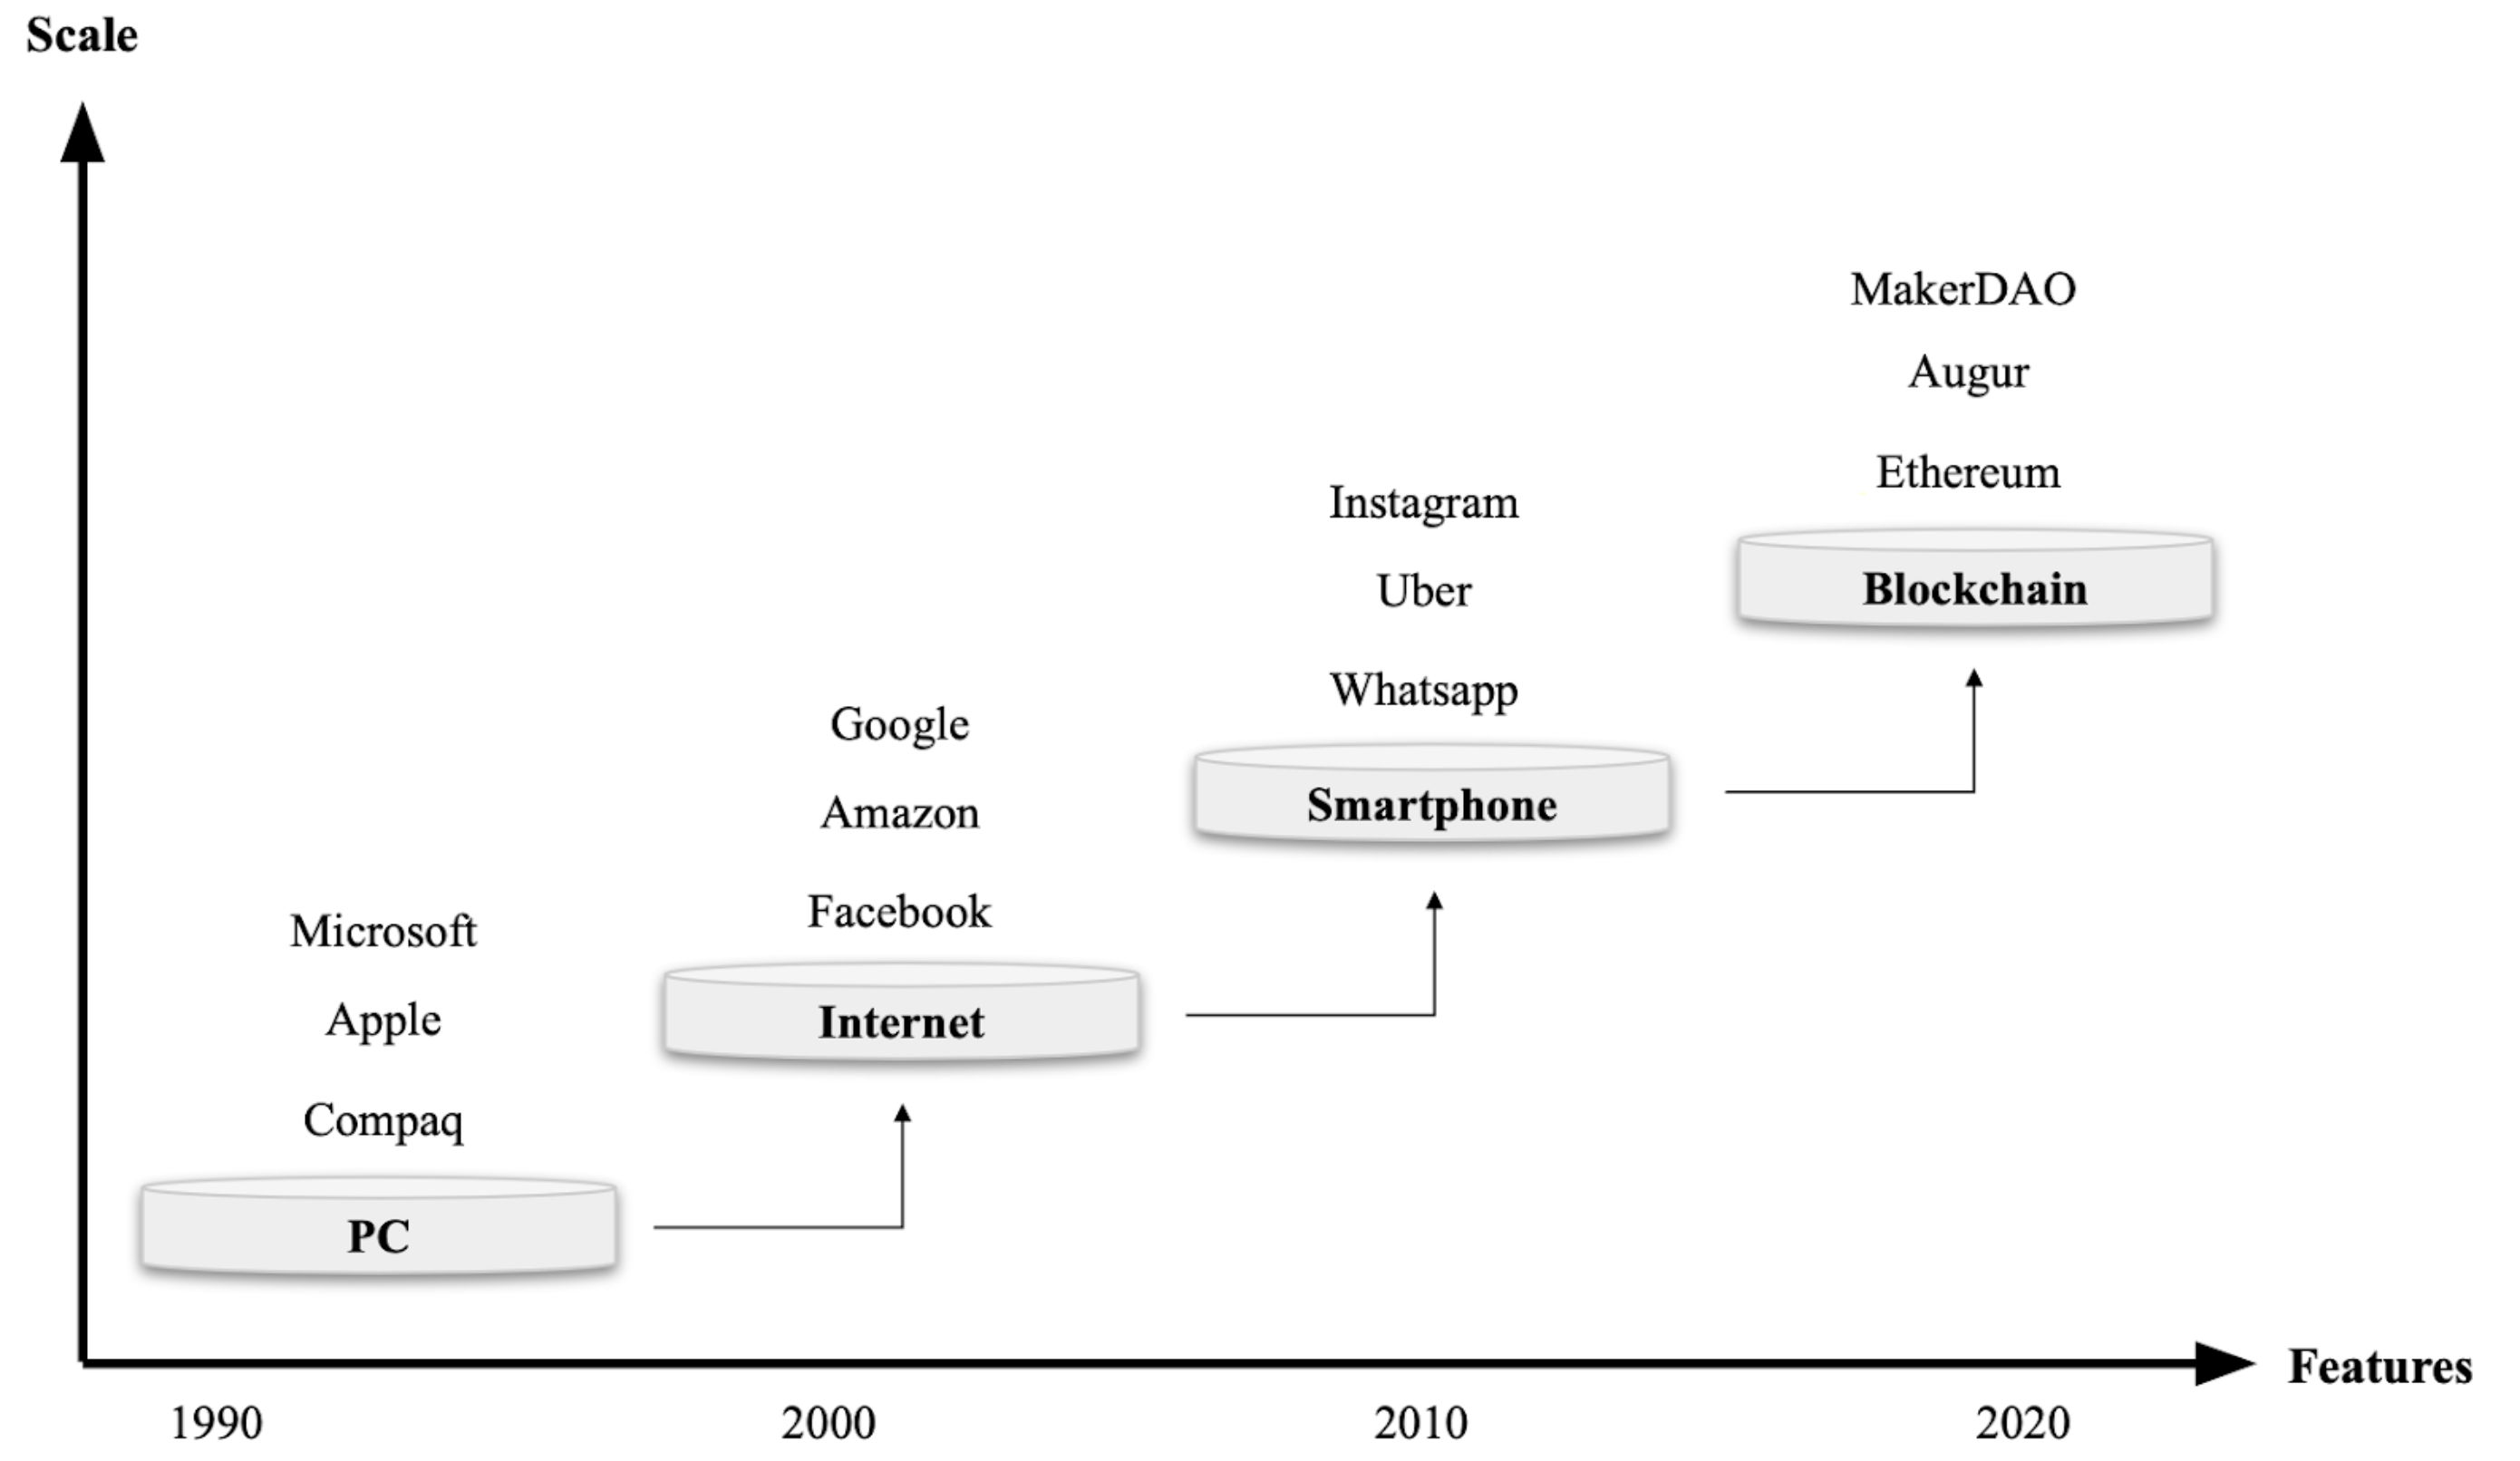 Scale
MakerDAO
Augur
Ethereum
Blockchain
Instagram
Uber
Whatsapp
Smartphone
Google
Amazon
Facebook
Internet
Microsoft
Apple
Compaq
PC
Features
1990
2000
2010
2020